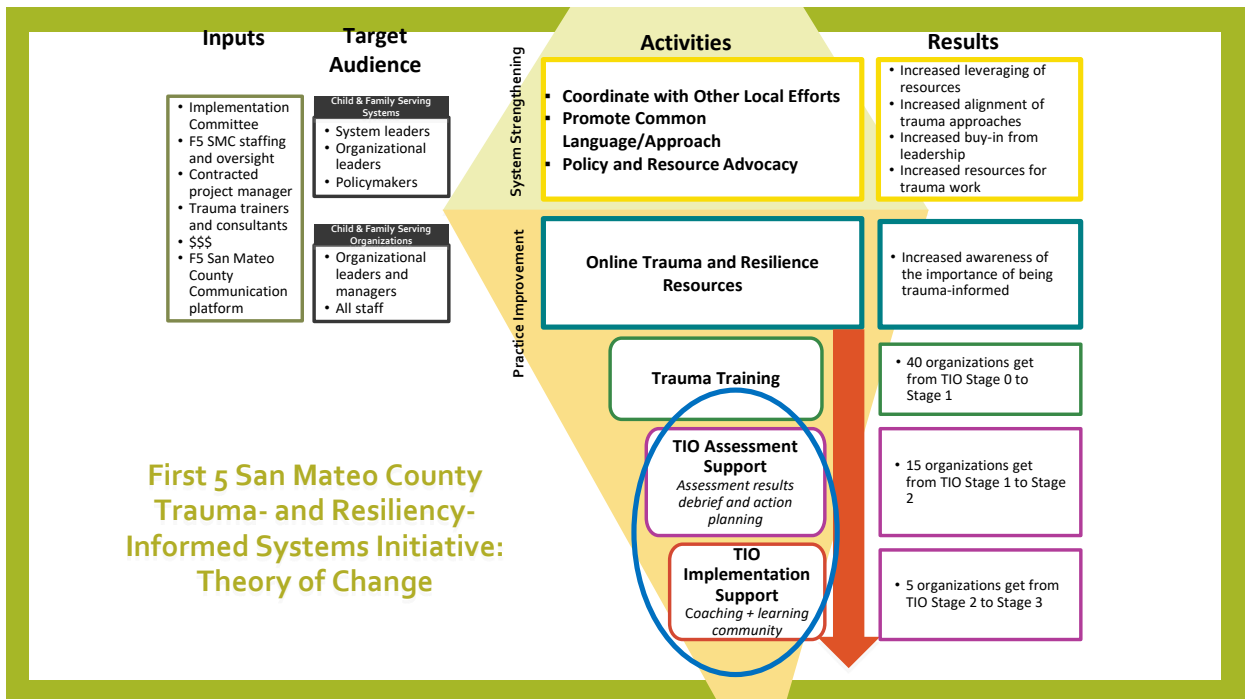 Inputs
Target
Audience
Activities
Results
• Implementation
Committee
• F5 SMC staffing
and oversight
• Contracted
project manager
• Trauma trainers
and consultants
• $$$
• F5 San Mateo
County
Communication
platform
Child & Family Serving
Systems
• System leaders
• Organizational
leaders
• Policymakers
Child & Family Serving
Organizations
• Organizational
leaders and
managers
• All staff
System Strengthening
▪ Coordinate with Other Local Efforts
▪ Promote Common
Language/Approach
▪ Policy and Resource Advocacy
• Increased leveraging of
resources
• Increased alignment of
trauma approaches
• Increased buy-in from
leadership
• Increased resources for
trauma work
Practice Improvement
Online Trauma and Resilience
Resources
• Increased awareness of
the importance of being
trauma-informed
Trauma Training
• 40 organizations get
from TIO Stage 0 to
Stage 1
TIO Assessment
Support
Assessment results
debrief and action
planning
• 15 organizations get
from TIO Stage 1 to Stage
2
TIO
Implementation
Support
Coaching + learning
community
• 5 organizations get from
TIO Stage 2 to Stage 3
First 5 San Mateo County
Trauma- and Resiliency-
Informed Systems Initiative:
Theory of Change